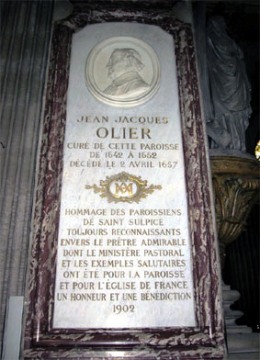 JEAN JACQUES
OLIER
CURÉ DE CETTE PAROISSE
DE 1642 À 1652
DÉCÉDÉ LE 2 AVRIL 1657
HOMMAGE DES PAROISSIENS
DE SAINT SULPICE
TOUJOURS RECONNAISSANTS
ENVERS LE PRÊTRE ADMIRABLE
DONT LE MINISTÈRE PASTORAL
ET LES EXEMPLES SALUTAIRES
ONT ÉTÉ POUR LA PAROISSE
ET POUR L'ÉGLISE DE FRANCE
UN HONNEUR ET UNE BÉNÉDICTION
1902